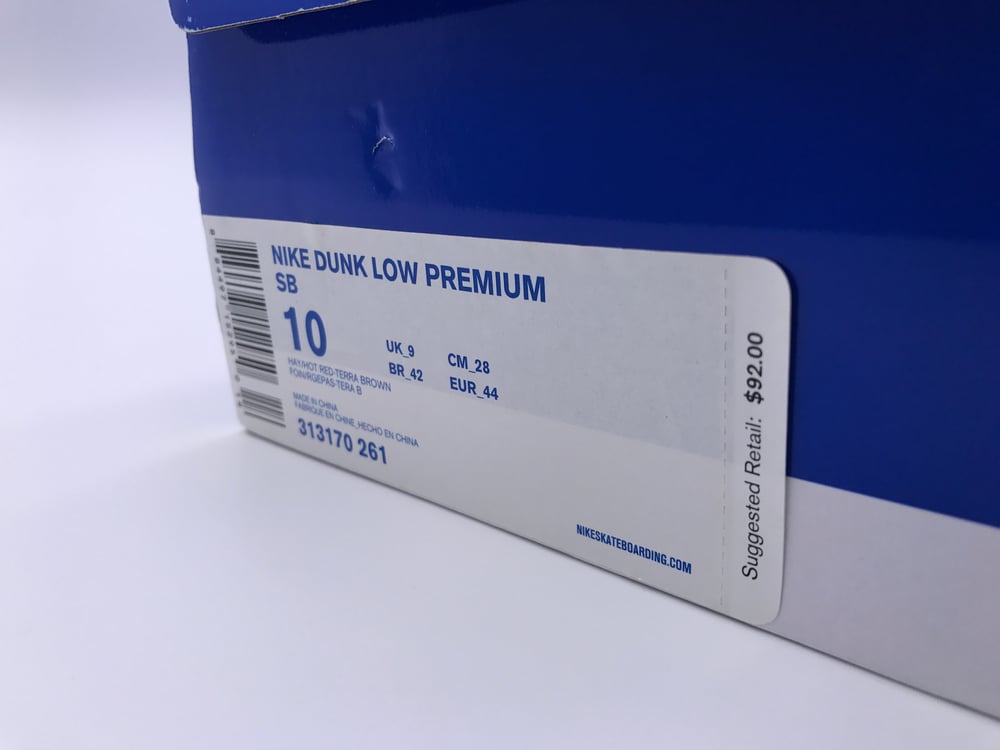 NIKE DUNK LOW PREMIUM
SB
10
UK_9
CM_28
BR_42
EUR_44
HAY/HOT RED-TERRA BROWN
FOIN/RGEPAS-TERA B
MADE IN CHINA
FABRIQUE EN CHINE_HECHO EN CHINA
313170 261
NIKESKATEBOARDING.COM
Suggested Retail: $92.00